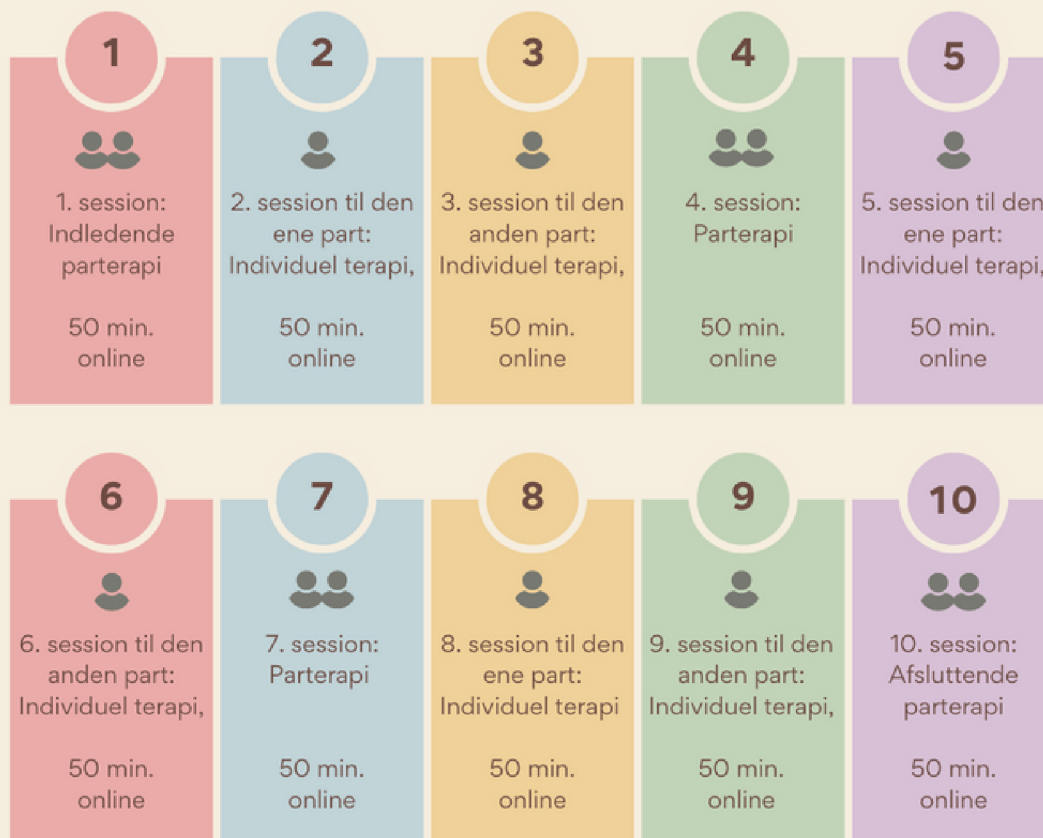 1
1. session:
Indledende
parterapi
50 min.
online
2
2. session til den
ene part:
Individuel terapi,
50 min.
online
3
3. session til den
anden part:
Individuel terapi,
50 min.
online
4
4. session:
Parterapi
50 min.
online
5
5. session til den
ene part:
Individuel terapi,
50 min.
online
6
6. session til den
anden part:
Individuel terapi,
50 min.
online
7
7. session:
Parterapi
50 min.
online
8
8. session til den
ene part:
Individuel terapi
50 min.
online
9
9. session til den
anden part:
Individuel terapi,
50 min.
online
10
10. session:
Afsluttende
parterapi
50 min.
online